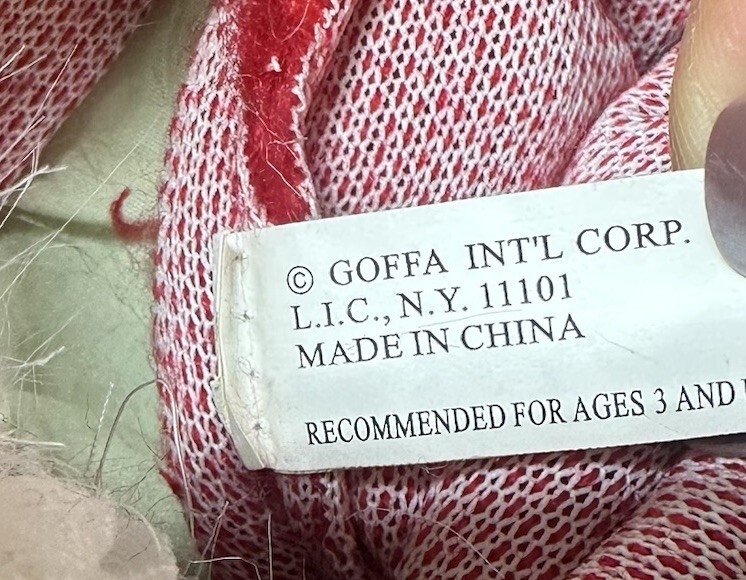 © GOFFA INT'L CORP.
L.I.C., N.Y. 11101
MADE IN CHINA
RECOMMENDED FOR AGES 3 AND